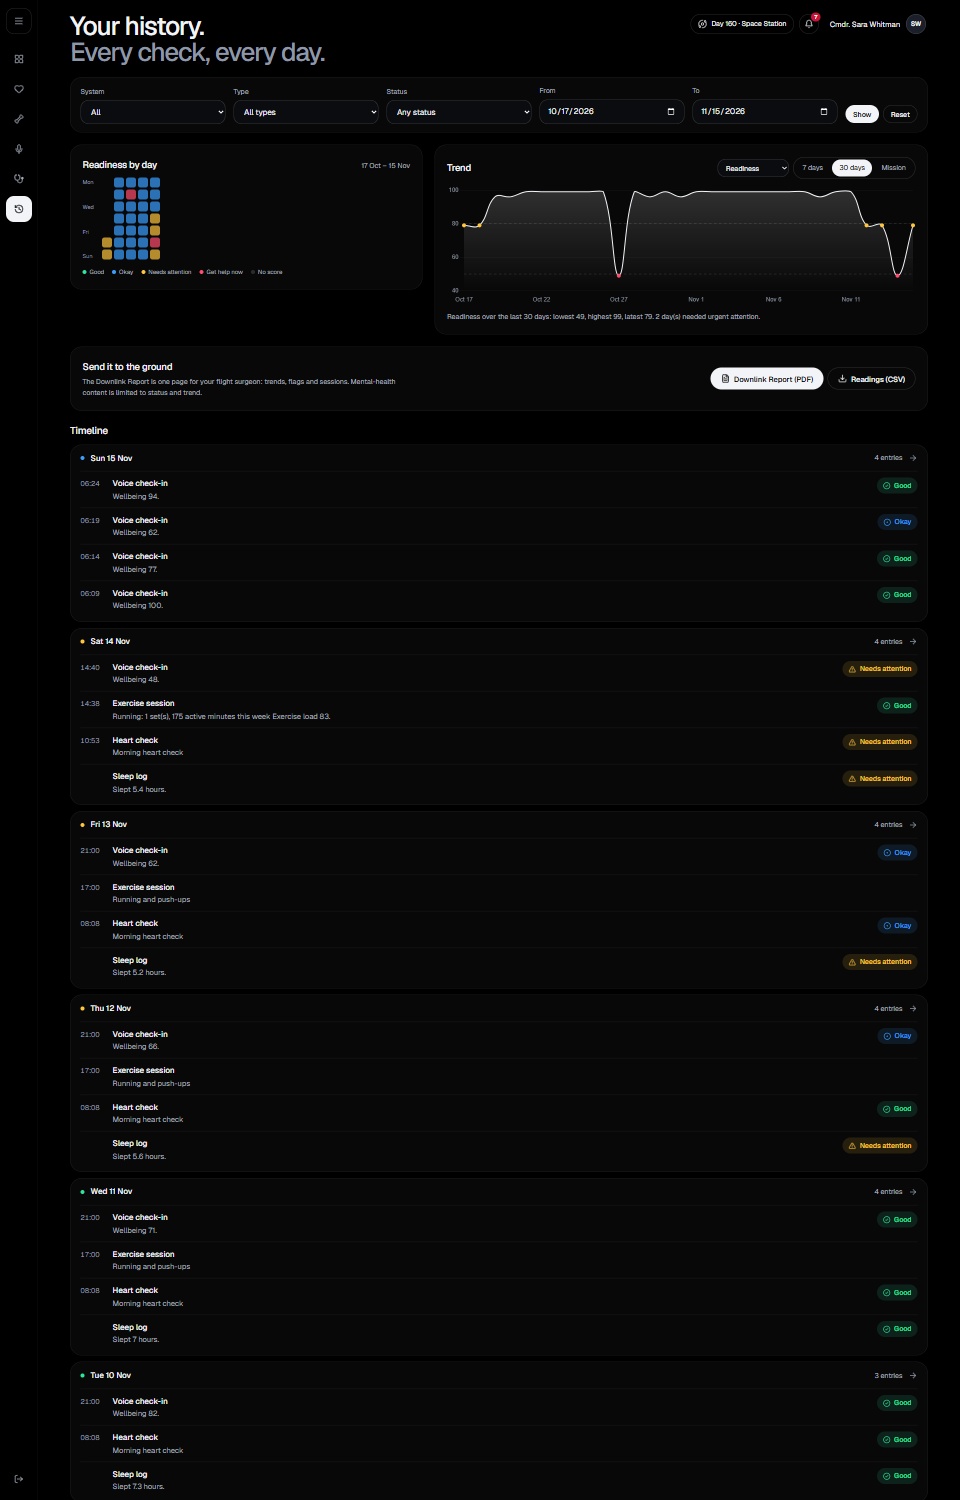 Your history.
Every check, every day.
Day 160 · Space Station
7
Cmdr. Sara Whitman
SW
System
Type
Status
From
To
All
All types
Any status
10/17/2026
11/15/2026
Show
Reset
Readiness by day
17 Oct – 15 Nov
Mon
Wed
Fri
Sun
Good
Okay
Needs attention
Get help now
No score
Trend
Readiness
7 days
30 days
Mission
100
80
60
40
Oct 17
Oct 22
Oct 27
Nov 1
Nov 6
Nov 11
Readiness over the last 30 days: lowest 49, highest 99, latest 79. 2 day(s) needed urgent attention.
Send it to the ground
The Downlink Report is one page for your flight surgeon: trends, flags and sessions. Mental-health
content is limited to status and trend.
Downlink Report (PDF)
Readings (CSV)
Timeline
Sun 15 Nov
4 entries
06:24
Voice check-in
Good
Wellbeing 94.
06:19
Voice check-in
Okay
Wellbeing 62.
06:14
Voice check-in
Good
Wellbeing 77.
06:09
Voice check-in
Good
Wellbeing 100.
Sat 14 Nov
4 entries
14:40
Voice check-in
Needs attention
Wellbeing 48.
14:38
Exercise session
Good
Running: 1 set(s), 175 active minutes this week Exercise load 83.
10:53
Heart check
Needs attention
Morning heart check
Sleep log
Needs attention
Slept 5.4 hours.
Fri 13 Nov
4 entries
21:00
Voice check-in
Okay
Wellbeing 62.
17:00
Exercise session
Running and push-ups
08:08
Heart check
Okay
Morning heart check
Sleep log
Needs attention
Slept 5.2 hours.
Thu 12 Nov
4 entries
21:00
Voice check-in
Okay
Wellbeing 66.
17:00
Exercise session
Running and push-ups
08:08
Heart check
Good
Morning heart check
Sleep log
Needs attention
Slept 5.6 hours.
Wed 11 Nov
4 entries
21:00
Voice check-in
Good
Wellbeing 71.
17:00
Exercise session
Running and push-ups
08:08
Heart check
Good
Morning heart check
Sleep log
Good
Slept 7 hours.
Tue 10 Nov
3 entries
21:00
Voice check-in
Good
Wellbeing 82.
08:08
Heart check
Good
Morning heart check
Sleep log
Good
Slept 7.3 hours.